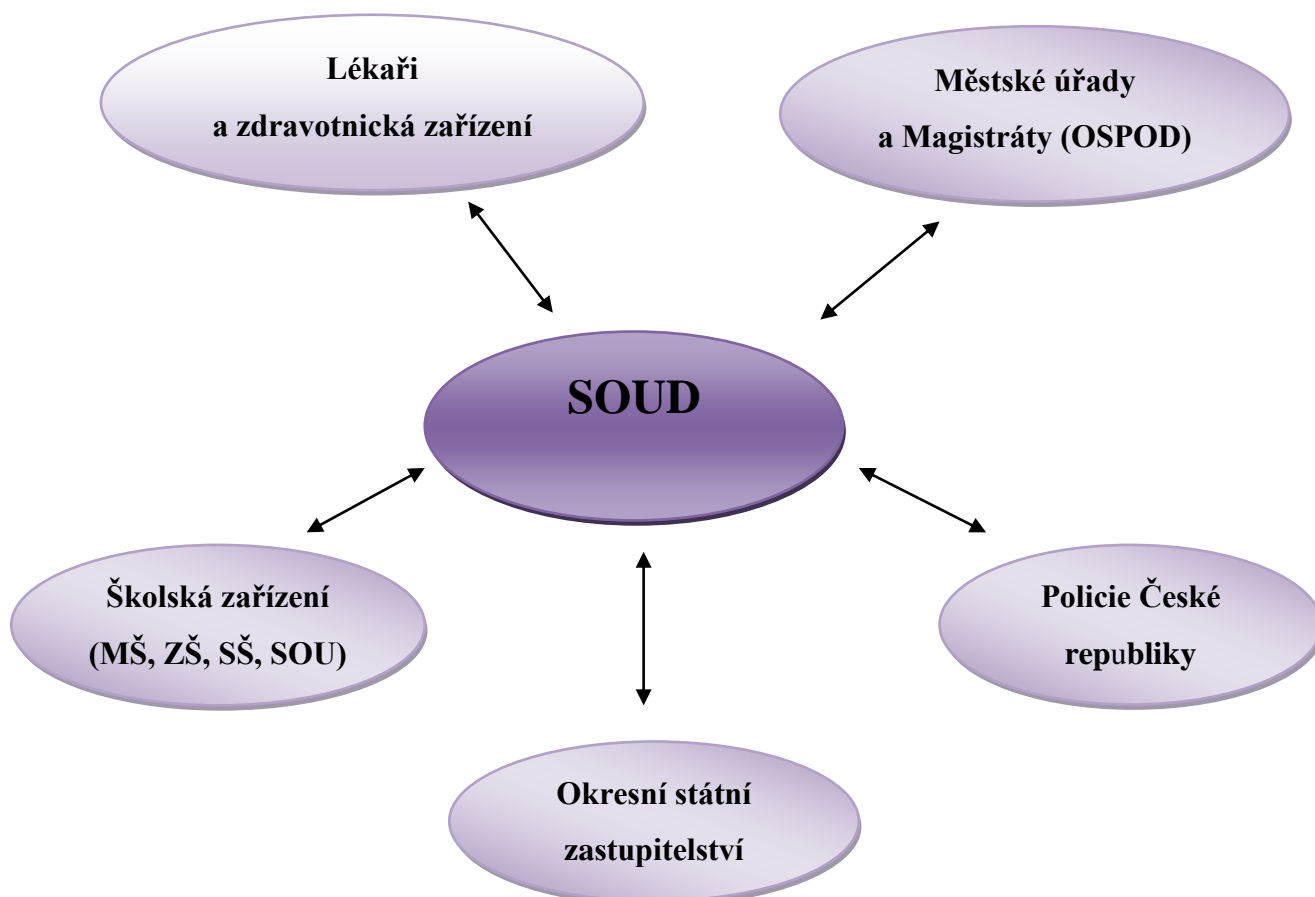 Lékaři
a zdravotnická zařízení
Městské úřady
a Magistráty (OSPOD)
SOUD
Školská zařízení
(MŠ, ZŠ, SŠ, SOU)
Policie České
republiky
Okresní státní
zastupitelství